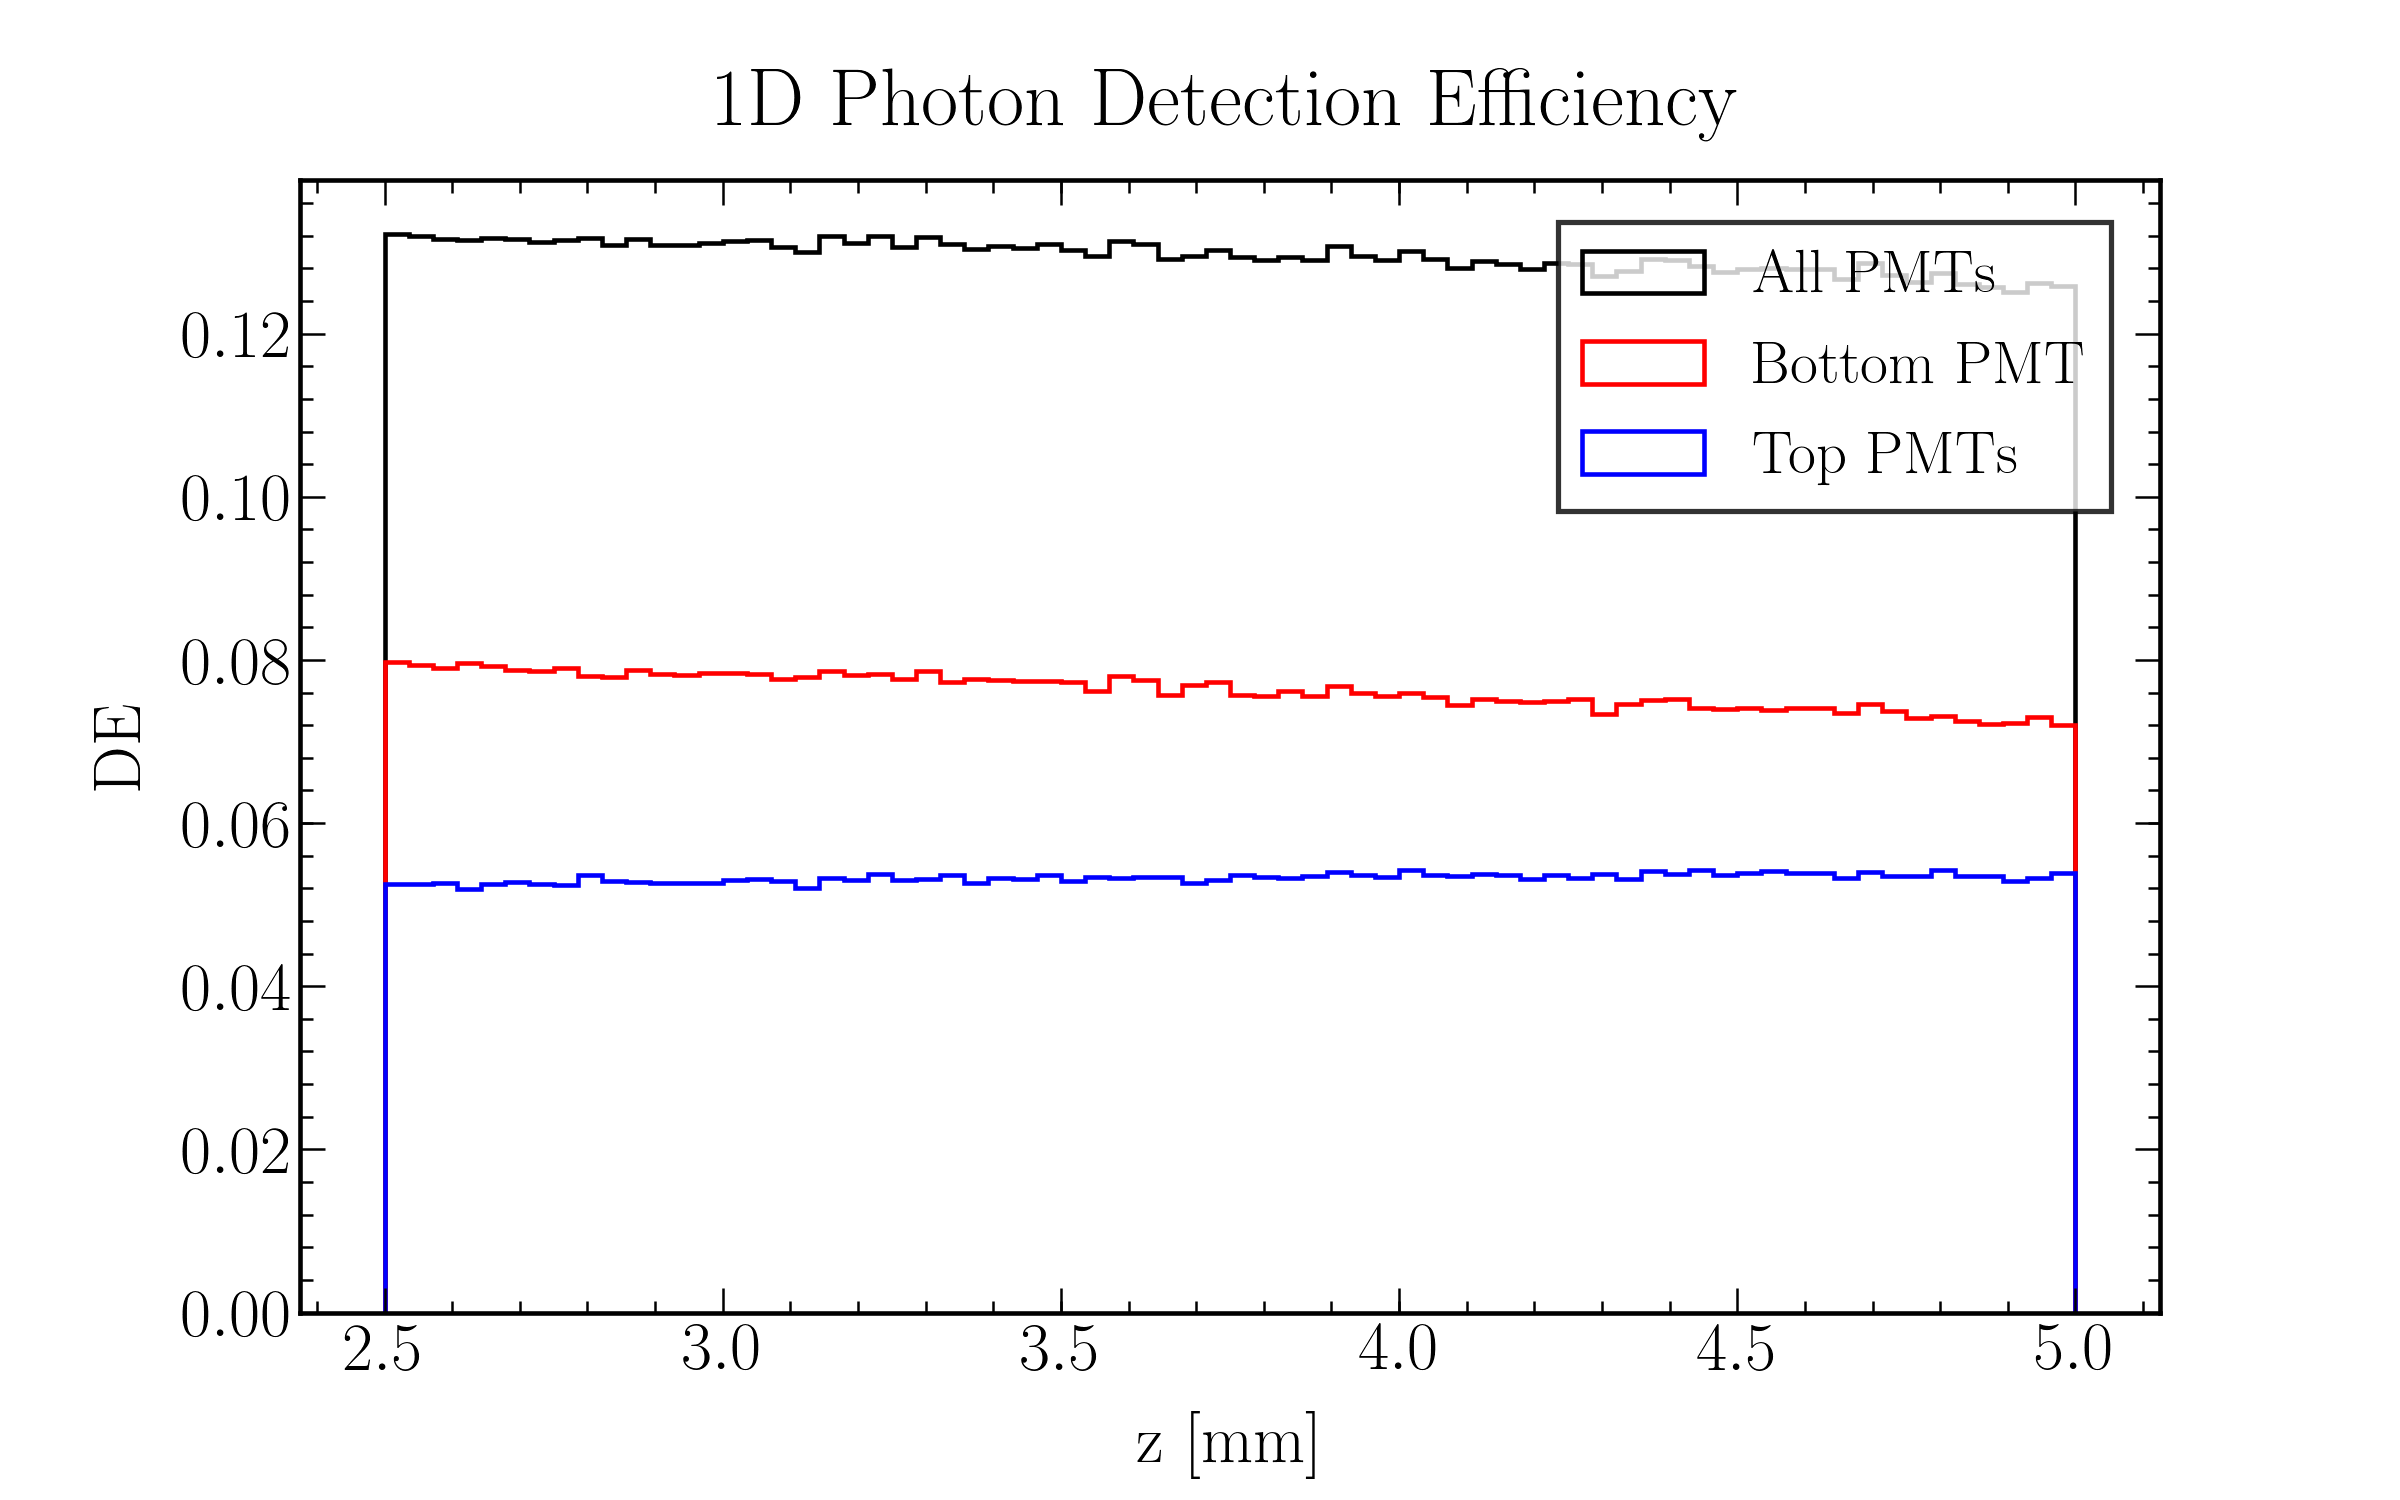 1D Photon Detection Efficiency
All PMTs
Bottom PMT
Top PMTs
DE
0.12
0.10
0.08
0.06
0.04
0.02
0.00
2.5 3.0 3.5 4.0 4.5 5.0
z [mm]